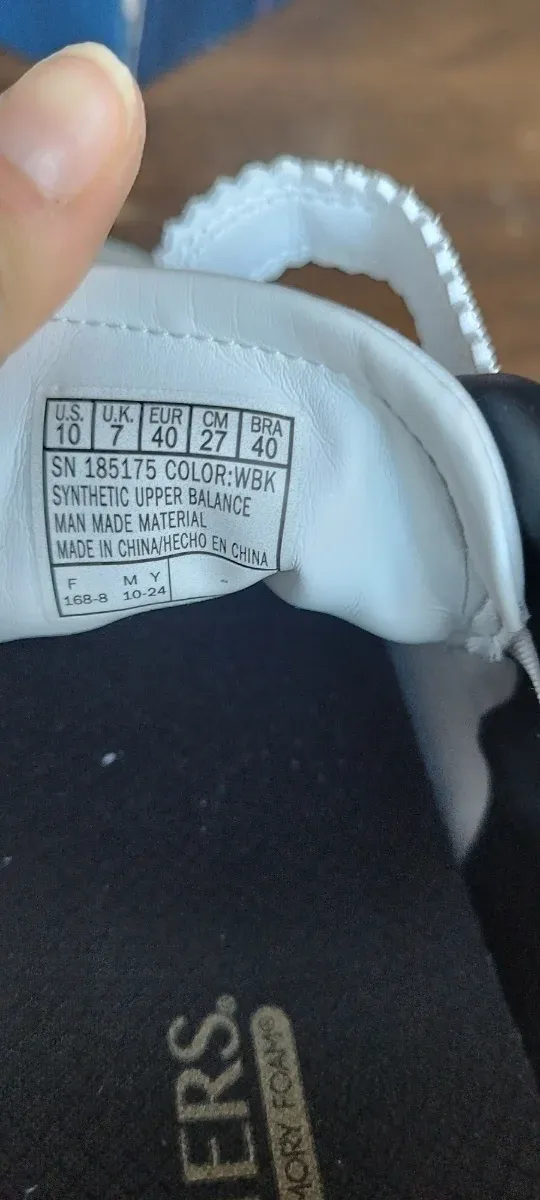 U.S. U.K. EUR CM BRA
10 7 40 27 40
SN 185175 COLOR:WBK
SYNTHETIC UPPER BALANCE
MAN MADE MATERIAL
MADE IN CHINA/HECHO EN CHINA
F M Y
168-8 10-24
ERS®
MORY FOAM®